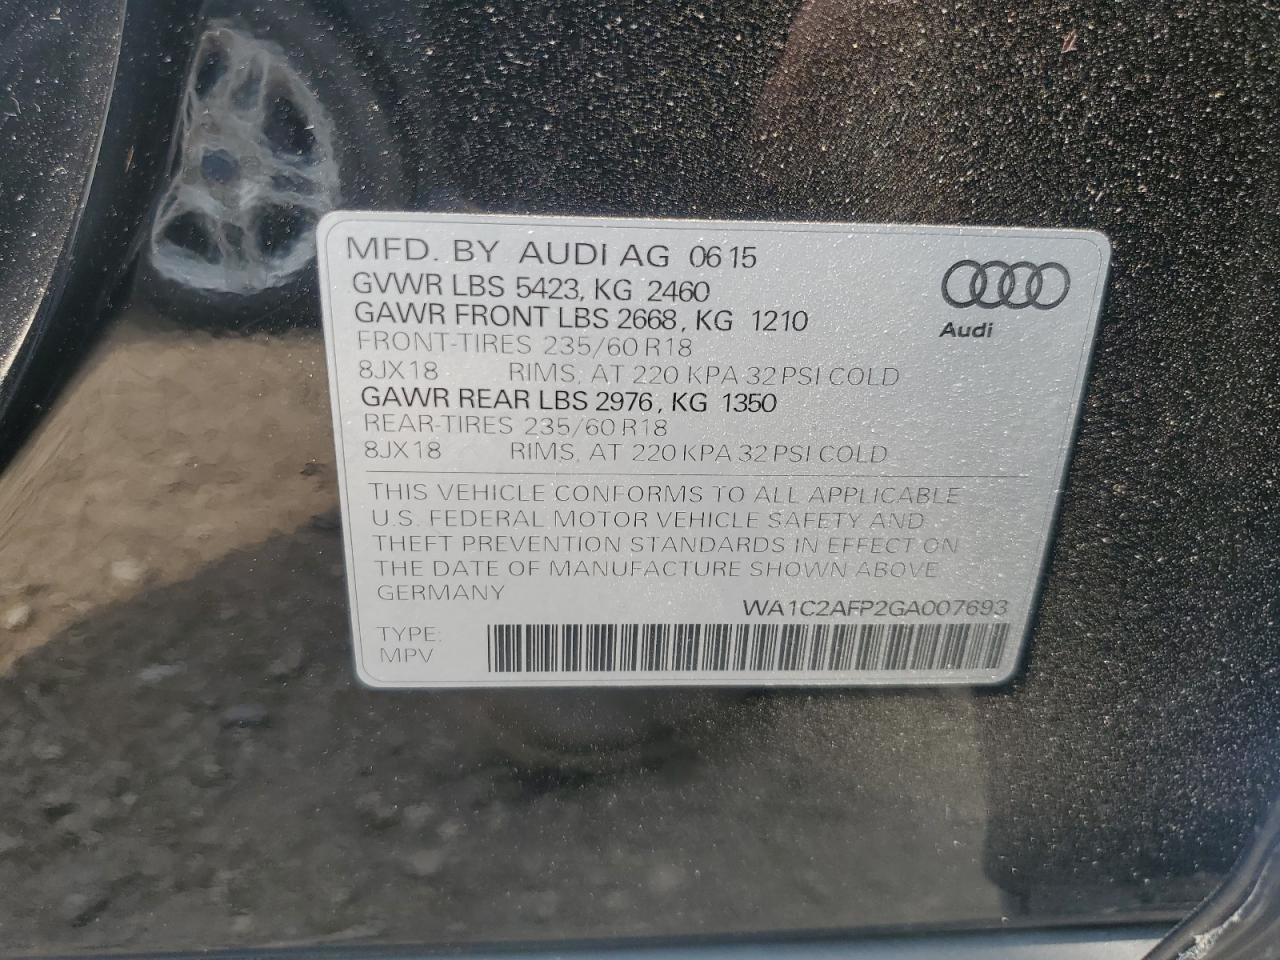 MFD. BY AUDI AG 06 15
GVWR LBS 5423, KG 2460
GAWR FRONT LBS 2668, KG 1210
FRONT-TIRES 235/60 R18
8JX18 RIMS, AT 220 KPA 32 PSI COLD
GAWR REAR LBS 2976, KG 1350
REAR-TIRES 235/60 R18
8JX18 RIMS, AT 220 KPA 32 PSI COLD
Audi
THIS VEHICLE CONFORMS TO ALL APPLICABLE
U.S. FEDERAL MOTOR VEHICLE SAFETY AND
THEFT PREVENTION STANDARDS IN EFFECT ON
THE DATE OF MANUFACTURE SHOWN ABOVE
GERMANY
WA1C2AFP2GA007693
TYPE:
MPV